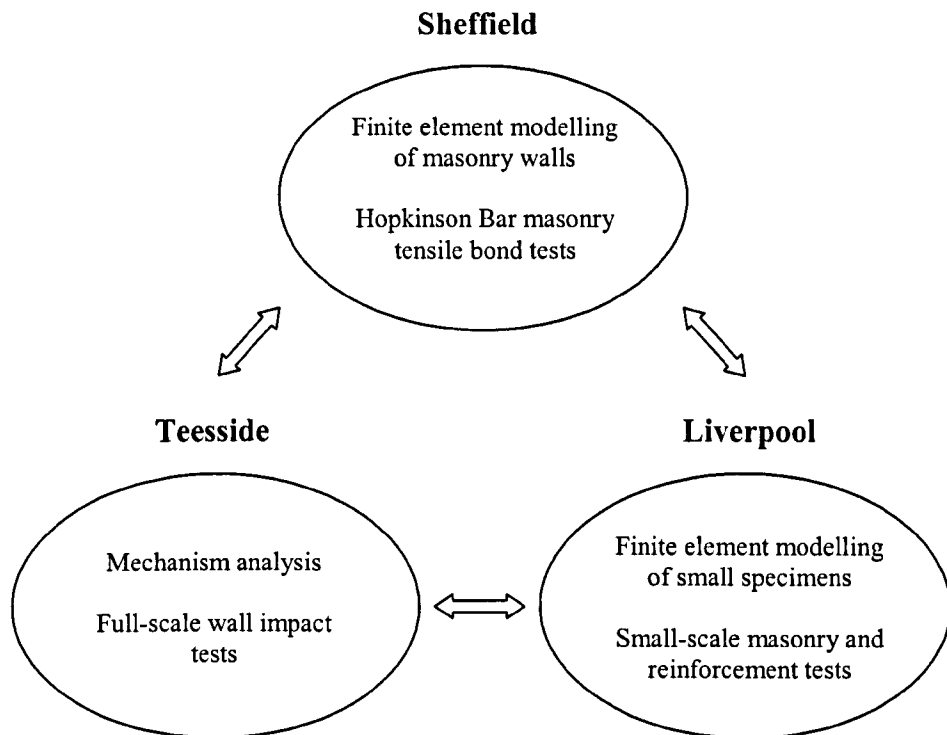 Sheffield
Finite element modelling
of masonry walls
Hopkinson Bar masonry
tensile bond tests
Teesside
Mechanism analysis
Full-scale wall impact
tests
Liverpool
Finite element modelling
of small specimens
Small-scale masonry and
reinforcement tests